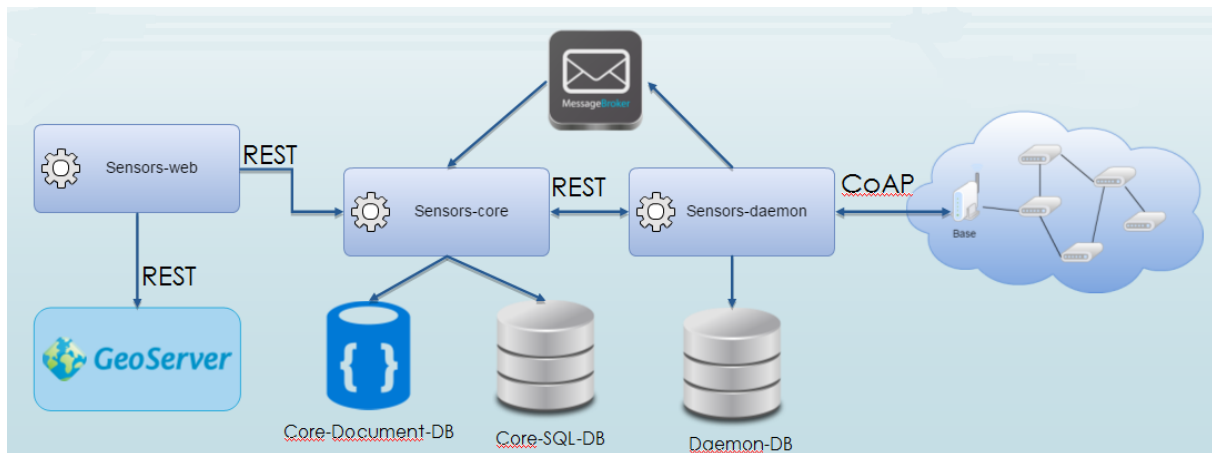 MessageBroker
Sensors-web
REST
Sensors-core
REST
Sensors-daemon
CoAP
Base
REST
GeoServer
{ }
Core-Document-DB
Core-SQL-DB
Daemon-DB